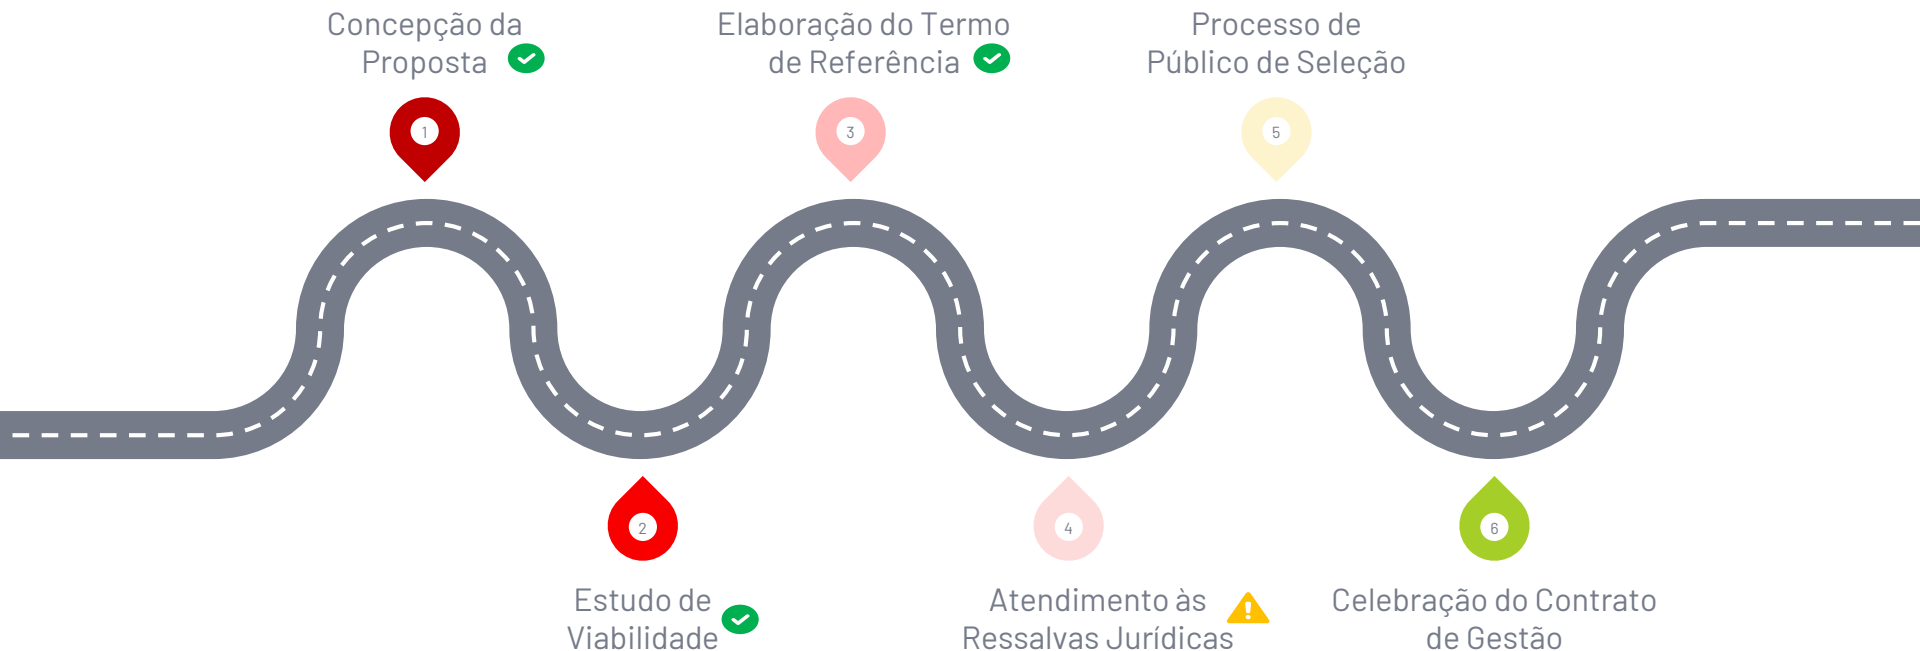 Concepção da
Proposta
1
Elaboração do Termo
de Referência
3
Processo de
Público de Seleção
5
2
Estudo de
Viabilidade
4
Atendimento às
Ressalvas Jurídicas
6
Celebração do Contrato
de Gestão